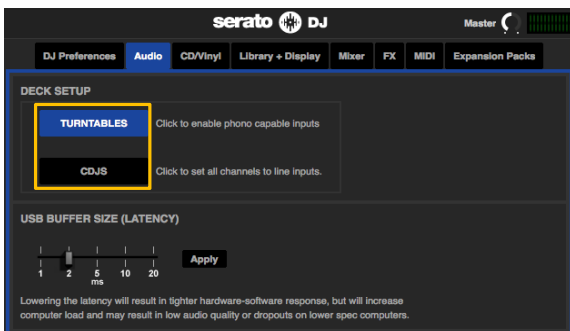 serato DJ
Master
DJ Preferences Audio CD/Vinyl Library + Display Mixer FX MIDI Expansion Packs
DECK SETUP
TURNTABLES Click to enable phono capable inputs
CDJS Click to set all channels to line inputs.
USB BUFFER SIZE (LATENCY)
Apply
1 2 5 10 20
ms
Lowering the latency will result in tighter hardware-software response, but will increase
computer load and may result in low audio quality or dropouts on lower spec computers.